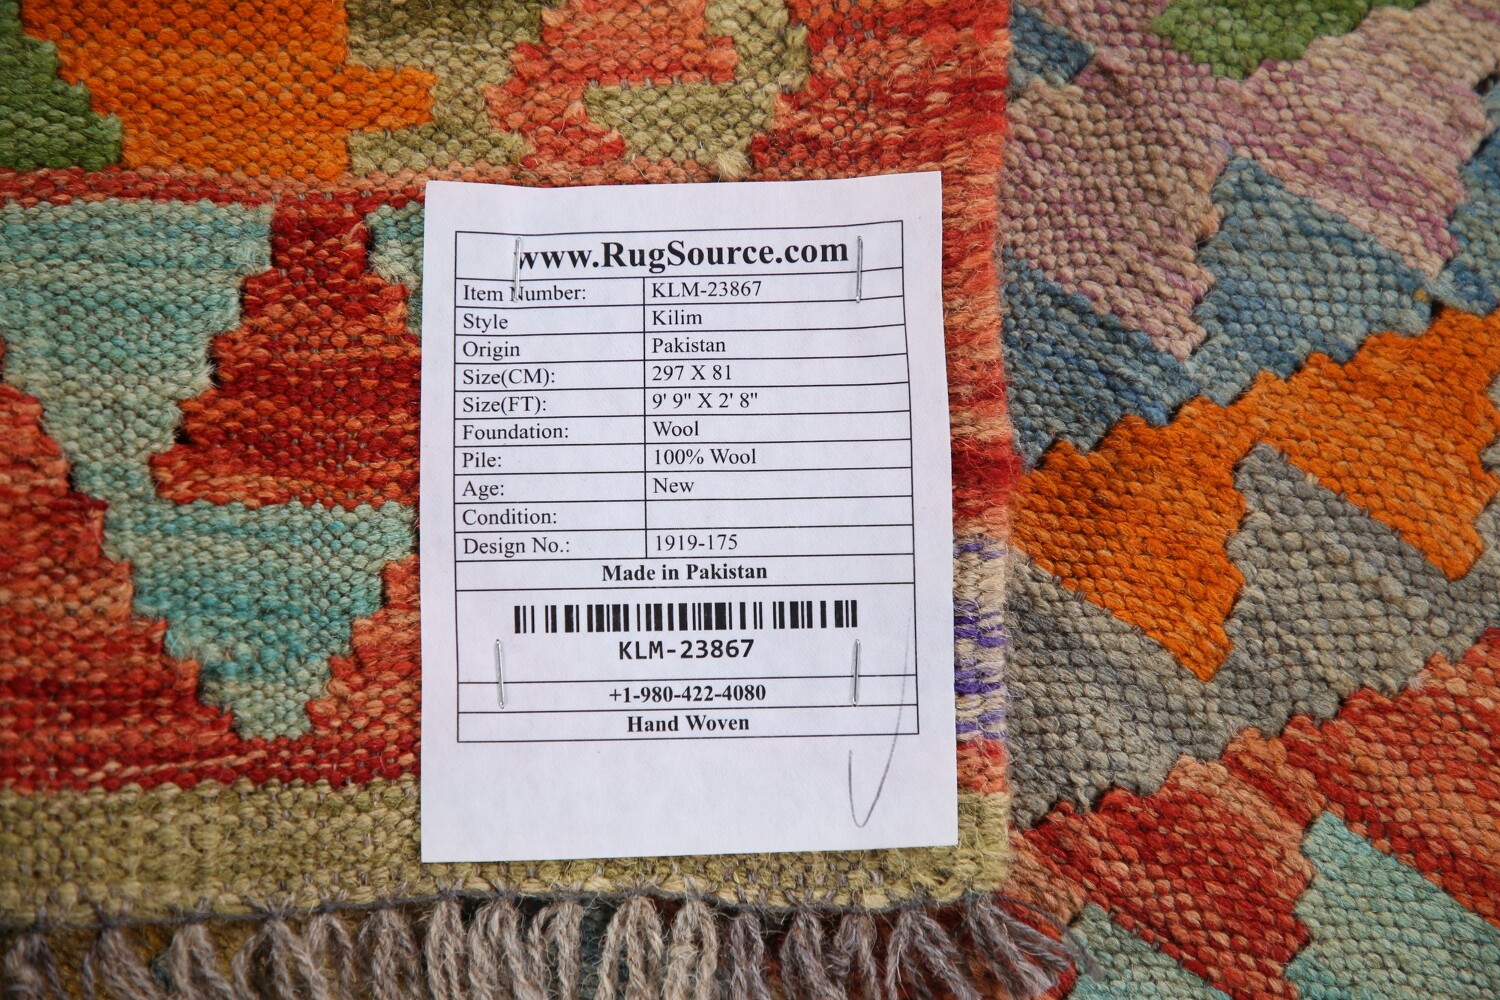 www.RugSource.com
Item Number: KLM-23867
Style Kilim
Origin Pakistan
Size(CM): 297 X 81
Size(FT): 9' 9" X 2' 8"
Foundation: Wool
Pile: 100% Wool
Age: New
Condition:
Design No.: 1919-175
Made in Pakistan
KLM-23867
+1-980-422-4080
Hand Woven